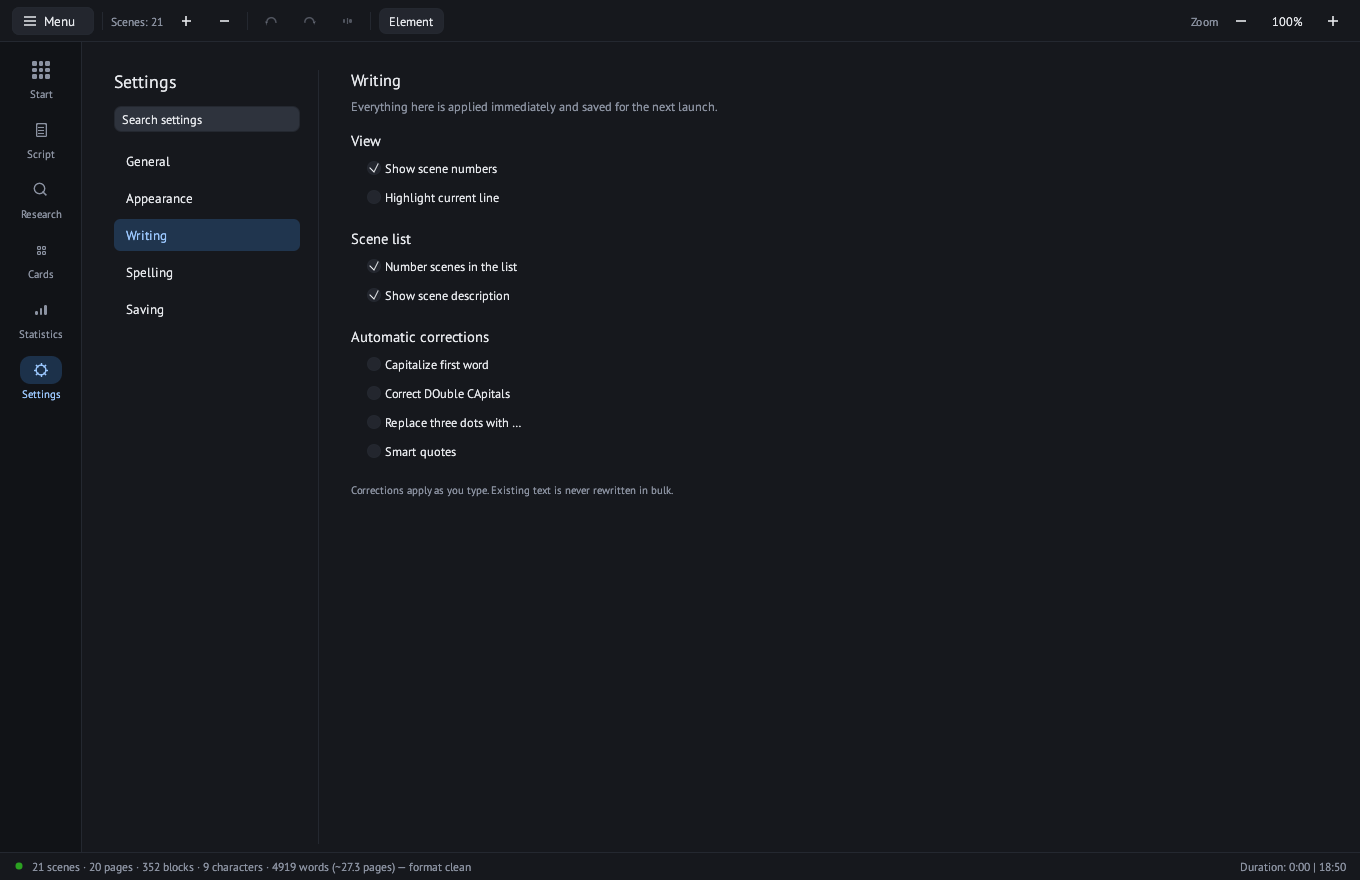 Menu
Scenes: 21
Element
Zoom
100%
Start
Script
Research
Cards
Statistics
Settings
Settings
Search settings
General
Appearance
Writing
Spelling
Saving
Writing
Everything here is applied immediately and saved for the next launch.
View
Show scene numbers
Highlight current line
Scene list
Number scenes in the list
Show scene description
Automatic corrections
Capitalize first word
Correct DOuble CApitals
Replace three dots with …
Smart quotes
Corrections apply as you type. Existing text is never rewritten in bulk.
21 scenes · 20 pages · 352 blocks · 9 characters · 4919 words (~27.3 pages) — format clean
Duration: 0:00 | 18:50